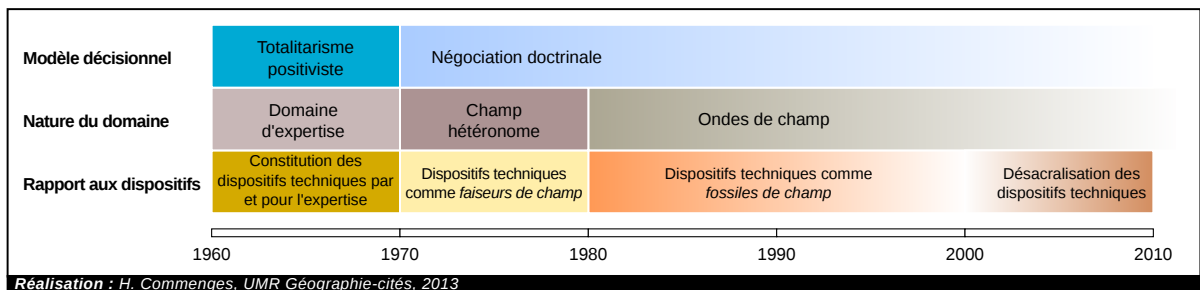 Modèle décisionnel
Totalitarisme
positiviste
Négociation doctrinale
Nature du domaine
Domaine
d'expertise
Champ
hétéronome
Ondes de champ
Rapport aux dispositifs
Constitution des
dispositifs techniques par
et pour l'expertise
Dispositifs techniques
comme faiseurs de champ
Dispositifs techniques comme
fossiles de champ
Désacralisation des
dispositifs techniques
1960 1970 1980 1990 2000 2010
Réalisation : H. Commenges, UMR Géographie-cités, 2013